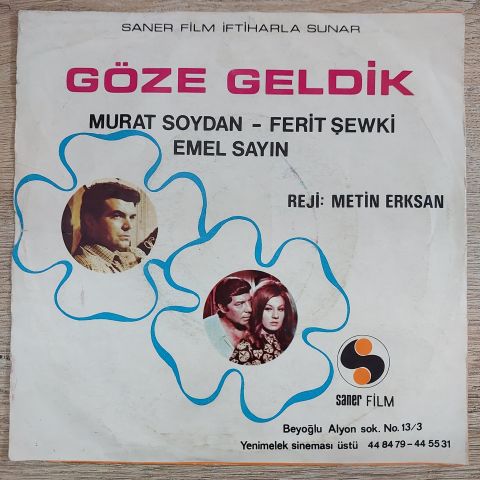 SANER FİLM İFTİHARLA SUNAR
GÖZE GELDİK
MURAT SOYDAN - FERİT ŞEWKİ
EMEL SAYIN
REJİ: METİN ERKSAN
saner FİLM
Beyoğlu Alyon sok. No. 13/3
Yenimelek sineması üstü 44 84 79 - 44 55 31